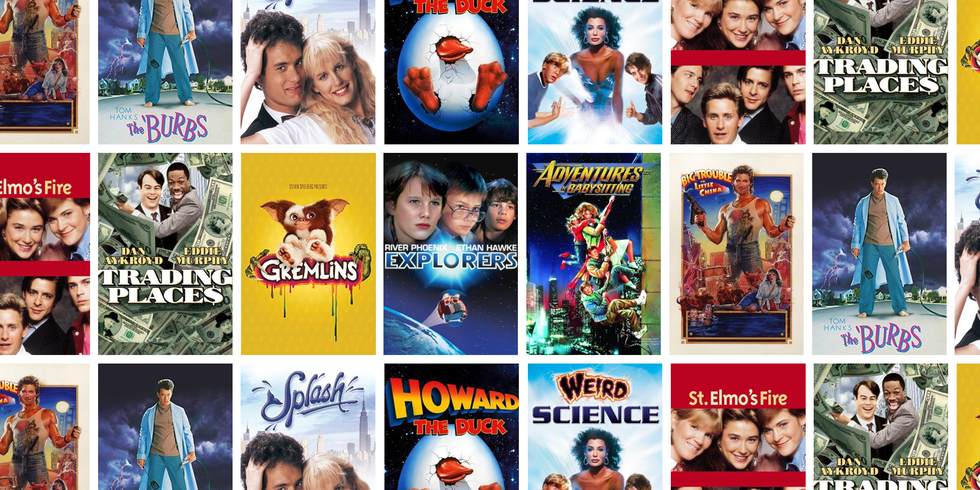 THE DUCK
SCIENCE
St.
TOM
HANKS
The 'BURBS
DAN
AYKROYD
EDDIE
MURPHY
TRADING
PLACES
Elmo's Fire
DAN
AYKROYD
EDDIE
MURPHY
TRADING
PLACES
STEVEN SPIELBERG PRESENTS
GREMLINS
RIVER PHOENIX ETHAN HAWKE
EXPLORERS
ADVENTURES
IN BABYSITTING
BIG TROUBLE
IN LITTLE
CHINA
TOM
HANKS
The 'BURBS
Splash
HOWARD
THE DUCK
WEIRD
SCIENCE
St. Elmo's Fire
DAN
AYKROYD
EDDIE
MURPHY
TRADING